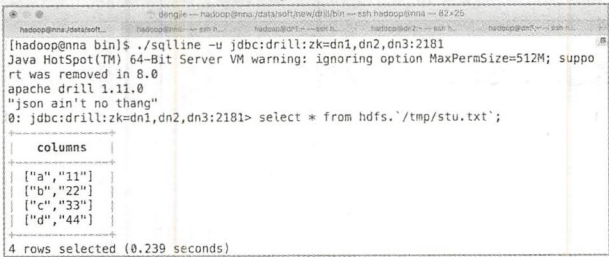 dengjie — hadoop@nna:/data/soft/new/drill/bin — ssh hadoop@nna — 82×25
hadoop@nna:/data/soft...
[hadoop@nna bin]$ ./sqlline -u jdbc:drill:zk=dn1,dn2,dn3:2181
Java HotSpot(TM) 64-Bit Server VM warning: ignoring option MaxPermSize=512M; suppo
rt was removed in 8.0
apache drill 1.11.0
"json ain't no thang"
0: jdbc:drill:zk=dn1,dn2,dn3:2181> select * from hdfs.`/tmp/stu.txt`;
+--------------+
|   columns    |
+--------------+
| ["a","11"]  |
| ["b","22"]  |
| ["c","33"]  |
| ["d","44"]  |
+--------------+
4 rows selected (0.239 seconds)